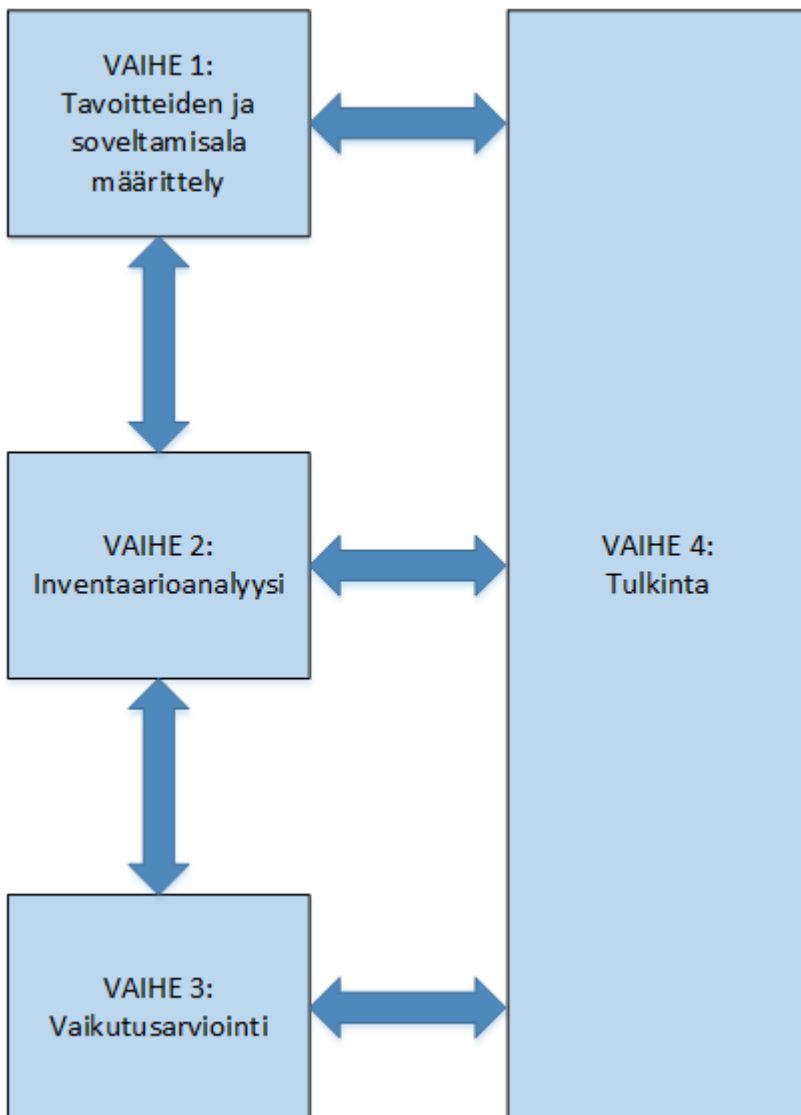 VAIHE 1:
Tavoitteiden ja
soveltamisala
määrittely
VAIHE 2:
Inventaarioanalyysi
VAIHE 4:
Tulkinta
VAIHE 3:
Vaikutusarviointi